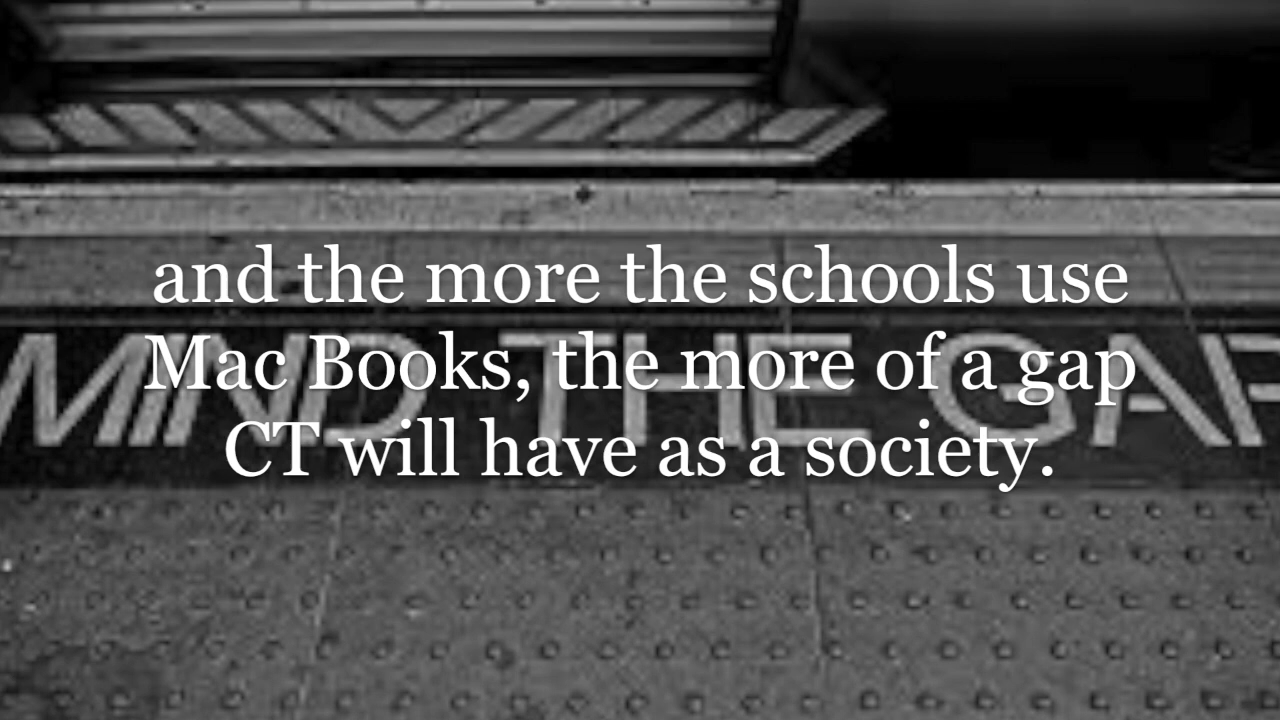 and the more the schools use
Mac Books, the more of a gap
CT will have as a society.
MIND THE GAP